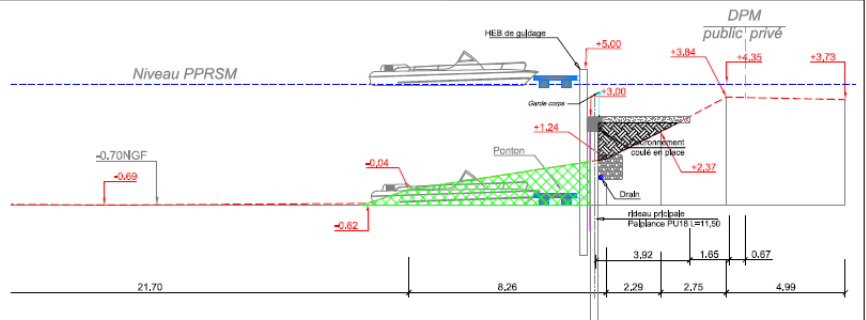 DPM
public privé
HEB de guidage
+5,00
Niveau PPRSM
+3,84
+4,35
+3,73
Garde corps
+3,00
+1,24
couronnement
coulé en place
-0.70NGF
-0,04
Ponton
+2,37
-0,69
Drain
-0,62
rideau pricipale
Palplance PU18 L=11,50
3,92
1.65
0.67
21,70
8,26
2,29
2,75
4,99